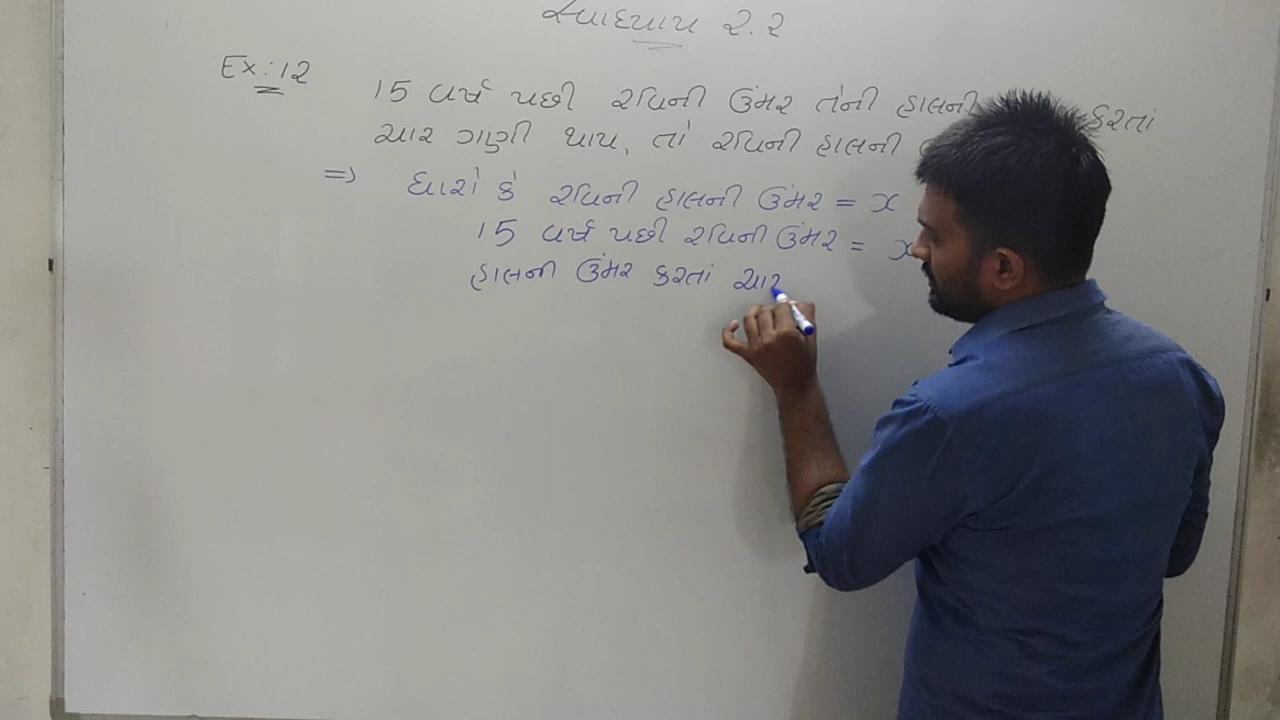 સ્વાધ્યાય ૨.૨
Ex:12
15 વર્ષ પછી રવિની ઉંમર તેની હાલની કરતાં
ચાર ગણી થાય, તો રવિની હાલની
=> ધારો કે રવિની હાલની ઉંમર = x
15 વર્ષ પછી રવિની ઉંમર = x
હાલની ઉંમર કરતાં ચાર